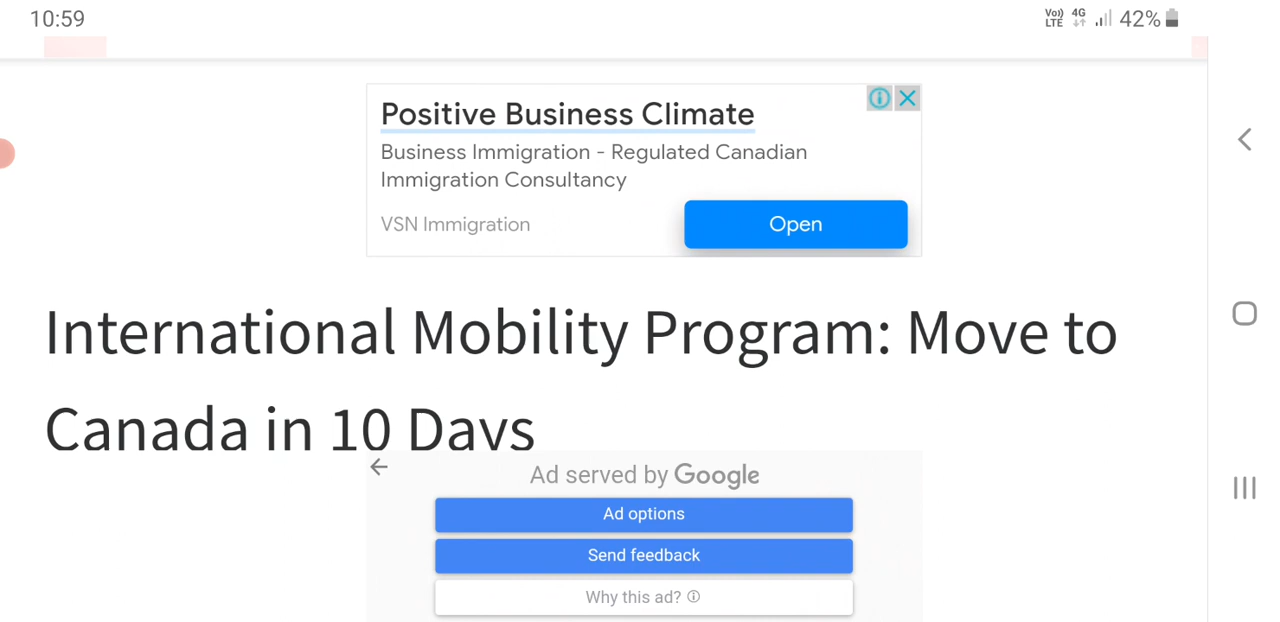 10:59
Vo)) LTE 4G 42%
Positive Business Climate
Business Immigration - Regulated Canadian
Immigration Consultancy
VSN Immigration
Open
International Mobility Program: Move to
Canada in 10 Days
Ad served by Google
Ad options
Send feedback
Why this ad?